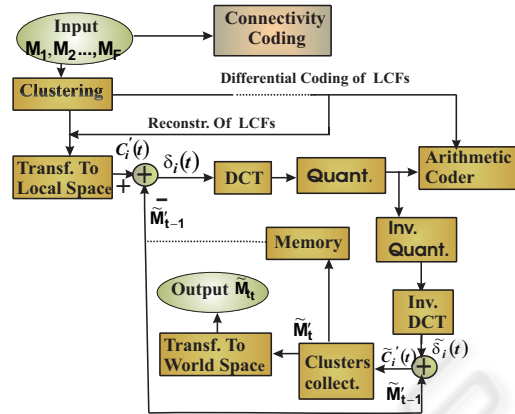 Input
M1, M2 ..., MF
Connectivity
Coding
Clustering
Differential Coding of LCFs
Reconstr. Of LCFs
Transf. To
Local Space
Ci′(t)
+
+
−
δi(t)
DCT
Quant.
Arithmetic
Coder
M̃′t-1
Memory
Inv.
Quant.
Output M̃t
Inv.
DCT
Transf. To
World Space
M̃′t
Clusters
collect.
C̃i′(t)
δ̃i(t)
+
M̃′t-1